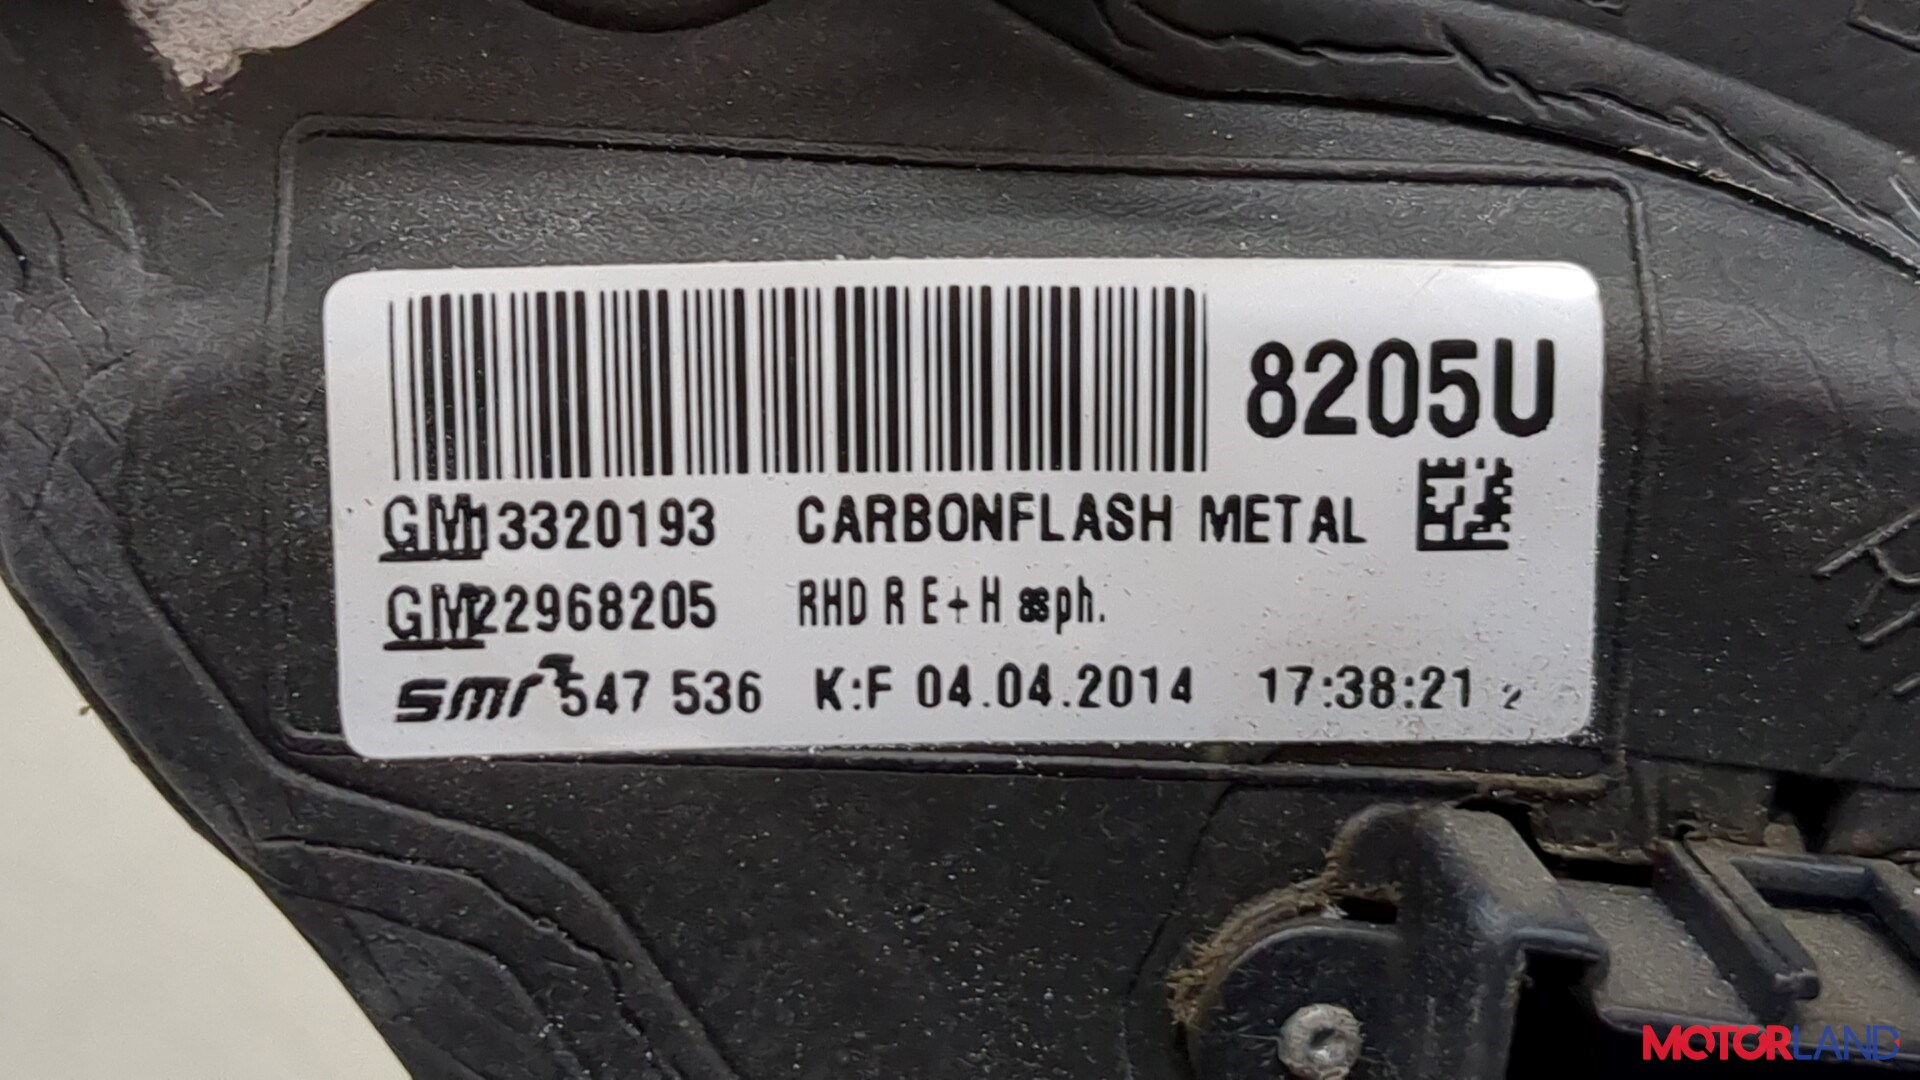 8205U
GM 13320193 CARBONFLASH METAL
GM 22968205 RHD R E+H asph.
smr 547 536 K:F 04.04.2014 17:38:21 2
MOTORLAND